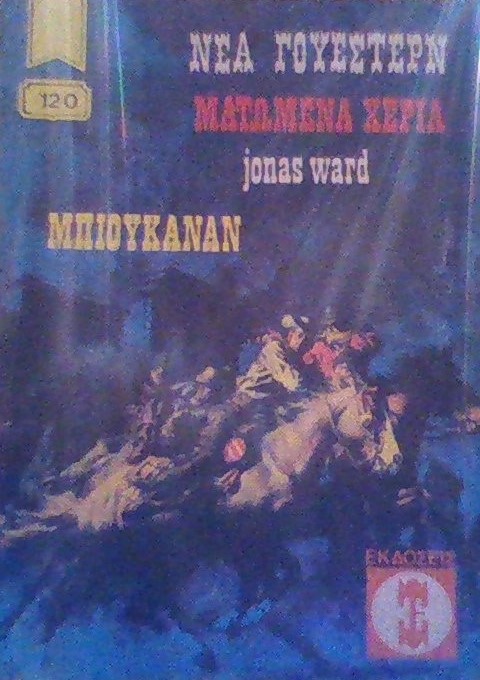 ΝΕΑ ΓΟΥΕΣΤΕΡΝ
120
ΜΑΤΩΜΕΝΑ ΧΕΡΙΑ
jonas ward
ΜΠΙΟΥΚΑΝΑΝ
ΕΚΔΟΣΕΙΣ